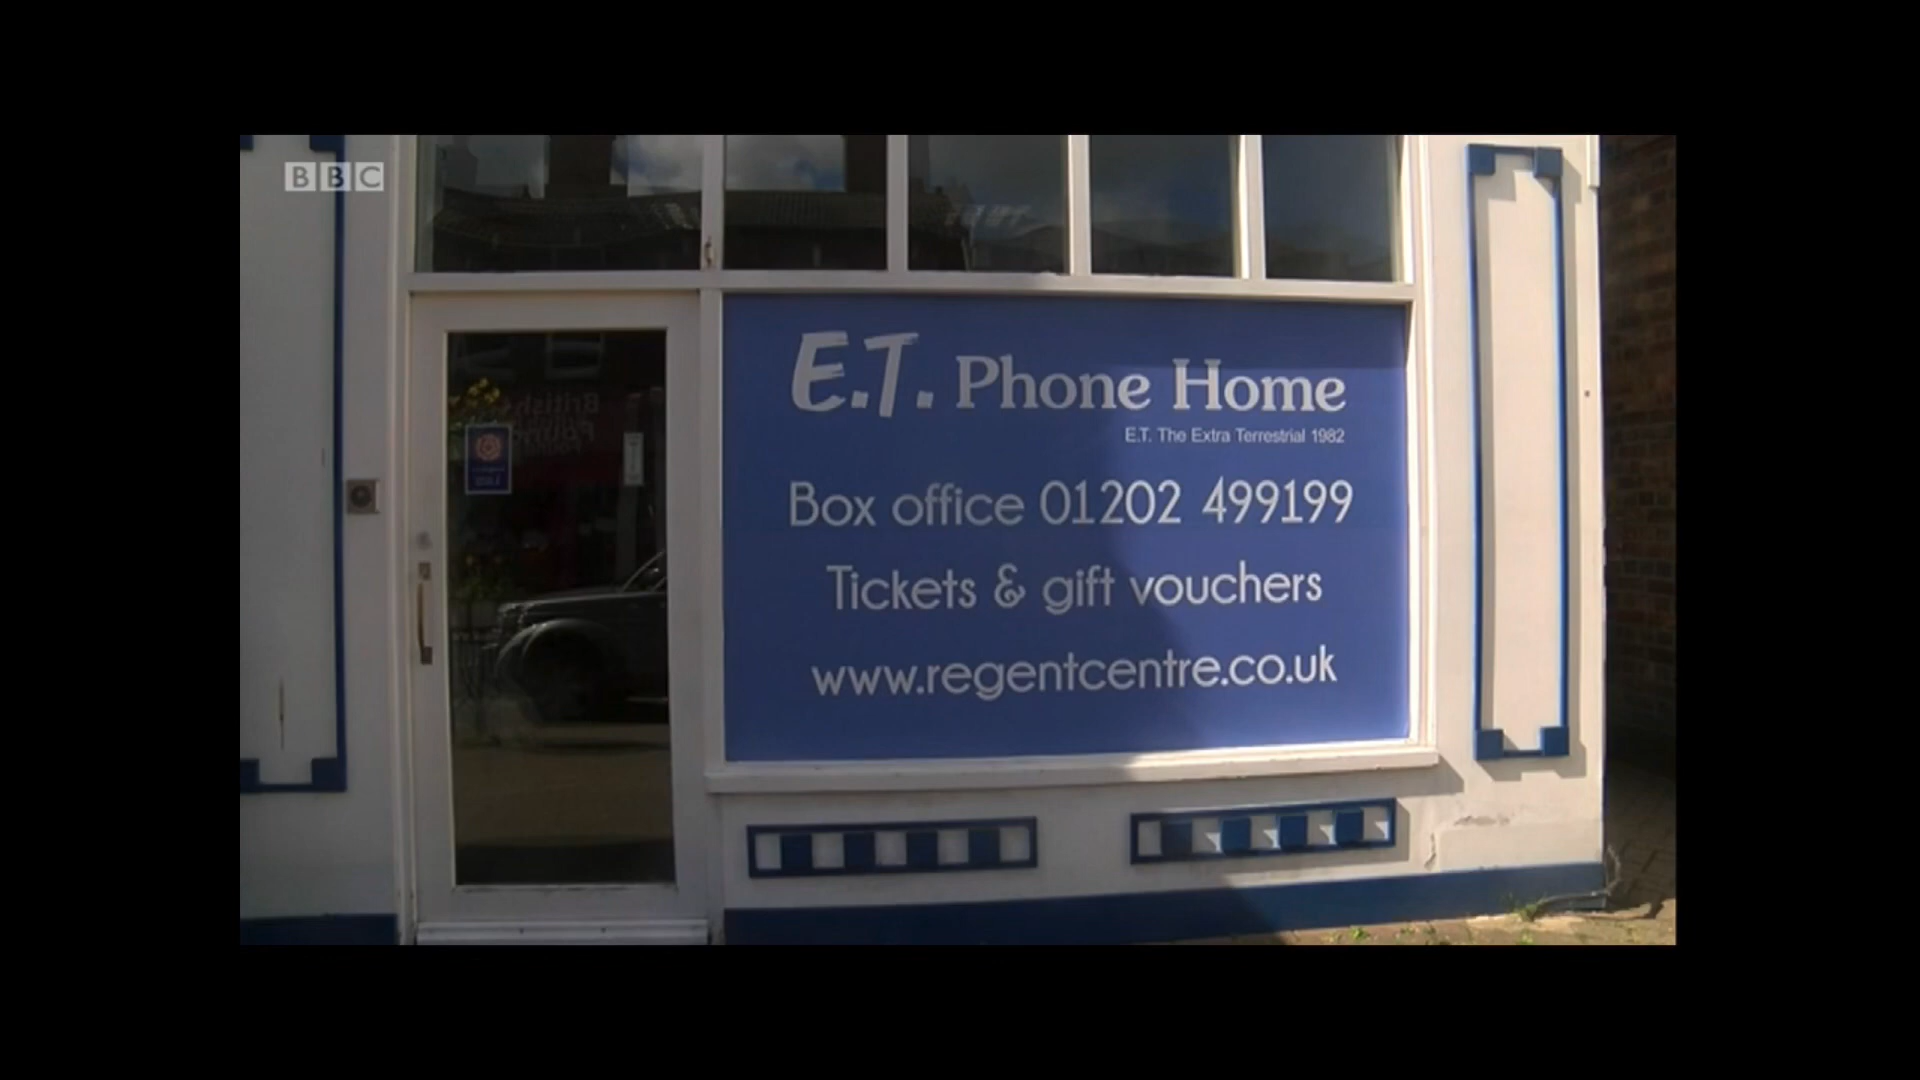 BBC
E.T. Phone Home
E.T. The Extra Terrestrial 1982
Box office 01202 499199
Tickets & gift vouchers
www.regentcentre.co.uk